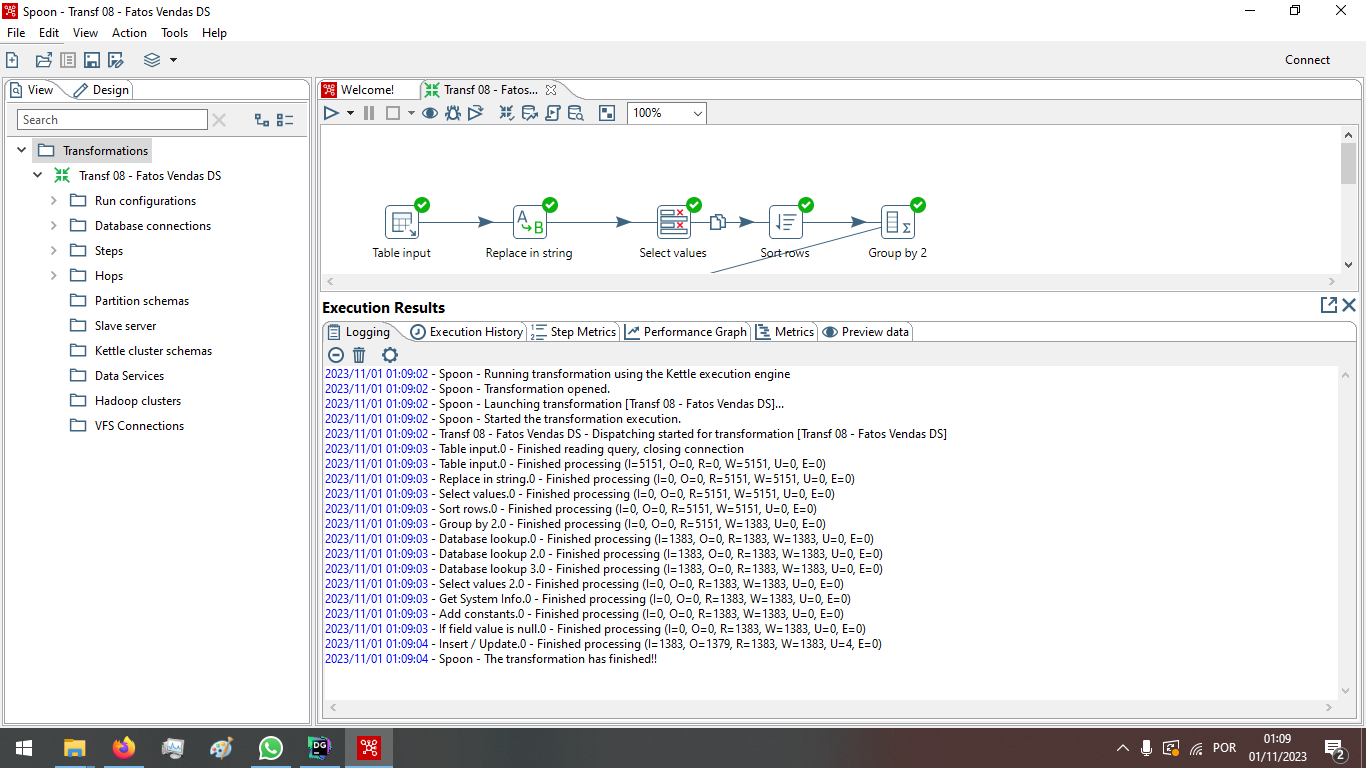 Spoon - Transf 08 - Fatos Vendas DS
File Edit View Action Tools Help
Connect
View Design
Search
Transformations
Transf 08 - Fatos Vendas DS
Run configurations
Database connections
Steps
Hops
Partition schemas
Slave server
Kettle cluster schemas
Data Services
Hadoop clusters
VFS Connections
Welcome! Transf 08 - Fatos...
100%
A B
Table input Replace in string Select values Sort rows Group by 2
Execution Results
Logging Execution History Step Metrics Performance Graph Metrics Preview data
2023/11/01 01:09:02 - Spoon - Running transformation using the Kettle execution engine
2023/11/01 01:09:02 - Spoon - Transformation opened.
2023/11/01 01:09:02 - Spoon - Launching transformation [Transf 08 - Fatos Vendas DS]...
2023/11/01 01:09:02 - Spoon - Started the transformation execution.
2023/11/01 01:09:02 - Transf 08 - Fatos Vendas DS - Dispatching started for transformation [Transf 08 - Fatos Vendas DS]
2023/11/01 01:09:03 - Table input.0 - Finished reading query, closing connection
2023/11/01 01:09:03 - Table input.0 - Finished processing (I=5151, O=0, R=0, W=5151, U=0, E=0)
2023/11/01 01:09:03 - Replace in string.0 - Finished processing (I=0, O=0, R=5151, W=5151, U=0, E=0)
2023/11/01 01:09:03 - Select values.0 - Finished processing (I=0, O=0, R=5151, W=5151, U=0, E=0)
2023/11/01 01:09:03 - Sort rows.0 - Finished processing (I=0, O=0, R=5151, W=5151, U=0, E=0)
2023/11/01 01:09:03 - Group by 2.0 - Finished processing (I=0, O=0, R=5151, W=1383, U=0, E=0)
2023/11/01 01:09:03 - Database lookup.0 - Finished processing (I=1383, O=0, R=1383, W=1383, U=0, E=0)
2023/11/01 01:09:03 - Database lookup 2.0 - Finished processing (I=1383, O=0, R=1383, W=1383, U=0, E=0)
2023/11/01 01:09:03 - Database lookup 3.0 - Finished processing (I=1383, O=0, R=1383, W=1383, U=0, E=0)
2023/11/01 01:09:03 - Select values 2.0 - Finished processing (I=0, O=0, R=1383, W=1383, U=0, E=0)
2023/11/01 01:09:03 - Get System Info.0 - Finished processing (I=0, O=0, R=1383, W=1383, U=0, E=0)
2023/11/01 01:09:03 - Add constants.0 - Finished processing (I=0, O=0, R=1383, W=1383, U=0, E=0)
2023/11/01 01:09:03 - If field value is null.0 - Finished processing (I=0, O=0, R=1383, W=1383, U=0, E=0)
2023/11/01 01:09:04 - Insert / Update.0 - Finished processing (I=1383, O=1379, R=1383, W=1383, U=4, E=0)
2023/11/01 01:09:04 - Spoon - The transformation has finished!!
DG
POR
01:09
01/11/2023
2